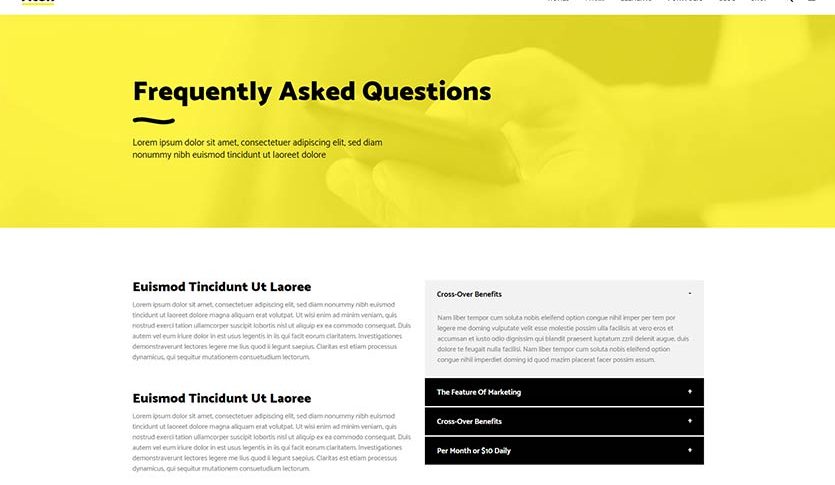 Frequently Asked Questions
Lorem ipsum dolor sit amet, consectetuer adipiscing elit, sed diam
nonummy nibh euismod tincidunt ut laoreet dolore
Euismod Tincidunt Ut Laoree
Lorem ipsum dolor sit amet, consectetuer adipiscing elit, sed diam nonummy nibh euismod
tincidunt ut laoreet dolore magna aliquam erat volutpat. Ut wisi enim ad minim veniam, quis
nostrud exerci tation ullamcorper suscipit lobortis nisl ut aliquip ex ea commodo consequat. Duis
autem vel eum iriure dolor in est usus legentis in iis qui facit eorum claritatem. Investigationes
demonstraverunt lectores legere me lius quod ii legunt saepius. Claritas est etiam processus
dynamicus, qui sequitur mutationem consuetudium lectorum.
Euismod Tincidunt Ut Laoree
Lorem ipsum dolor sit amet, consectetuer adipiscing elit, sed diam nonummy nibh euismod
tincidunt ut laoreet dolore magna aliquam erat volutpat. Ut wisi enim ad minim veniam, quis
nostrud exerci tation ullamcorper suscipit lobortis nisl ut aliquip ex ea commodo consequat. Duis
autem vel eum iriure dolor in est usus legentis in iis qui facit eorum claritatem. Investigationes
demonstraverunt lectores legere me lius quod ii legunt saepius. Claritas est etiam processus
dynamicus, qui sequitur mutationem consuetudium lectorum.
Cross-Over Benefits -
Nam liber tempor cum soluta nobis eleifend option congue nihil imper per tem por
legere me doming vulputate velit esse molestie possim ulla facilisis at vero eros et
accumsan et iusto odio dignissim qui blandit praesent luptatum zzril delenit augue, duis
dolore te feugait nulla facilisi. Nam liber tempor cum soluta nobis eleifend option
congue nihil imperdiet doming id quod mazim placerat facer possim assum.
The Feature Of Marketing +
Cross-Over Benefits +
Per Month or $10 Daily +